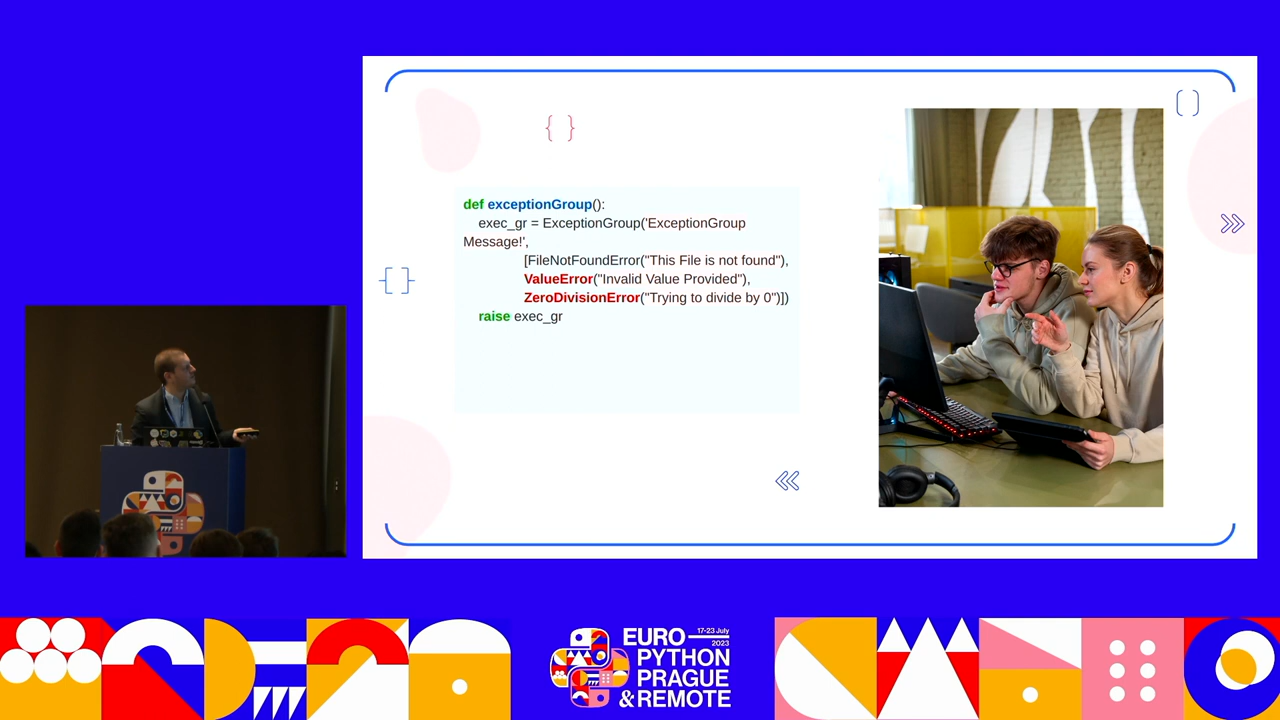 { }
[ ]
def exceptionGroup():
exec_gr = ExceptionGroup('ExceptionGroup
Message!',
[FileNotFoundError("This File is not found"),
ValueError("Invalid Value Provided"),
ZeroDivisionError("Trying to divide by 0")])
raise exec_gr
EURO
17-23 July
2023
PYTHON
PRAGUE
&REMOTE